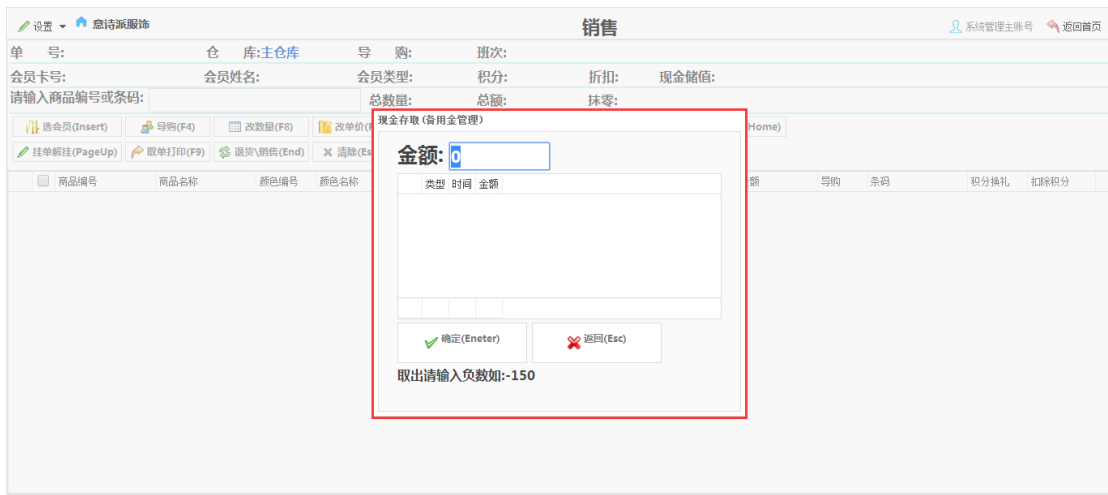 设置 意诗派服饰 销售 系统管理主账号 返回首页
单 号: 仓 库:主仓库 导 购: 班次:
会员卡号: 会员姓名: 会员类型: 积分: 折扣: 现金储值:
请输入商品编号或条码: 总数量: 总额: 抹零:
选会员(Insert) 导购(F4) 改数量(F8) 改单价(F Home)
挂单解挂(PageUp) 取单打印(F9) 退货\销售(End) 清除(Es
商品编号 商品名称 颜色编号 颜色名称 额 导购 条码 积分换礼 扣除积分
现金存取(备用金管理)
金额: 0
类型 时间 金额
确定(Eneter) 返回(Esc)
取出请输入负数如:-150